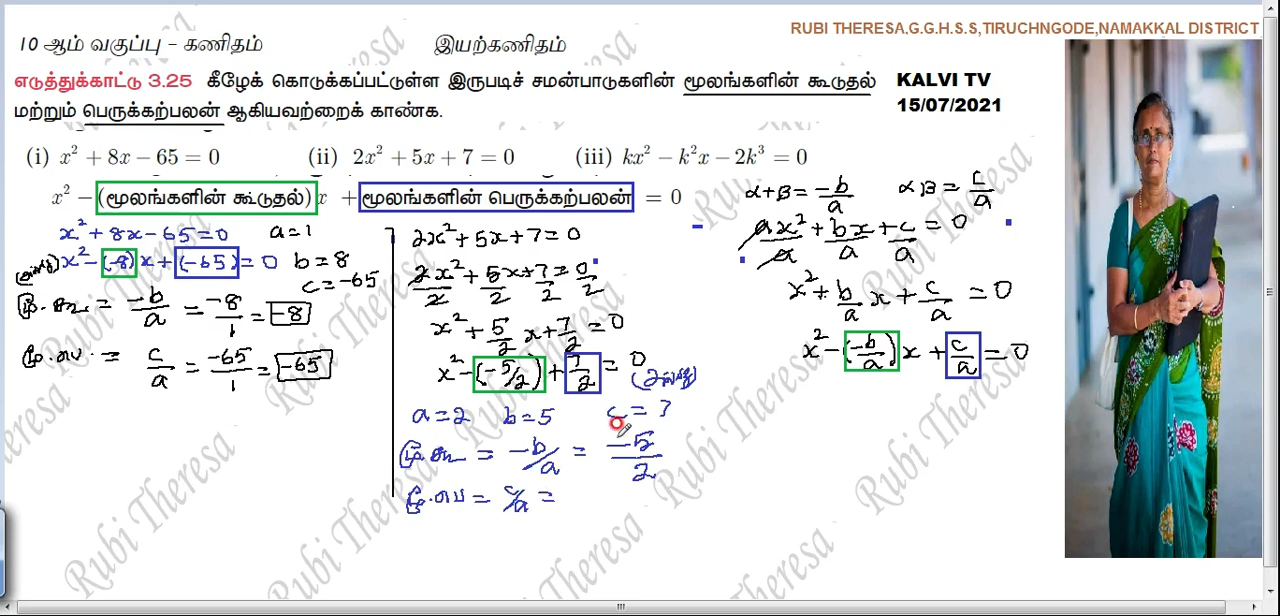 RUBI THERESA,G.G.H.S.S,TIRUCHNGODE,NAMAKKAL DISTRICT
10 ஆம் வகுப்பு - கணிதம் இயற்கணிதம்
எடுத்துக்காட்டு 3.25 கீழேக் கொடுக்கப்பட்டுள்ள இருபடிச் சமன்பாடுகளின் மூலங்களின் கூடுதல்
மற்றும் பெருக்கற்பலன் ஆகியவற்றைக் காண்க.
KALVI TV
15/07/2021
(i) x² + 8x − 65 = 0 (ii) 2x² + 5x + 7 = 0 (iii) kx² − k²x − 2k³ = 0
x² − (மூலங்களின் கூடுதல்) x + மூலங்களின் பெருக்கற்பலன் = 0
x² + 8x − 65 = 0 a = 1
x² − (−8)x + (−65) = 0 b = 8
c = −65
மூ.கூ = −b/a = −8/1 = −8
மூ.பெ. = c/a = −65/1 = −65
2x² + 5x + 7 = 0
2x²/2 + 5x/2 + 7/2 = 0/2
x² + 5/2 x + 7/2 = 0
x² − (−5/2) + 7/2 = 0
(அல்லது)
a = 2 b = 5 c = 7
மூ.கூ = −b/a = −5/2
மூ.பெ = c/a =
α+β = −b/a αβ = c/a
ax²/a + bx/a + c/a = 0
x² + b/a x + c/a = 0
x² − (−b/a) x + c/a = 0
Rubi Theresa